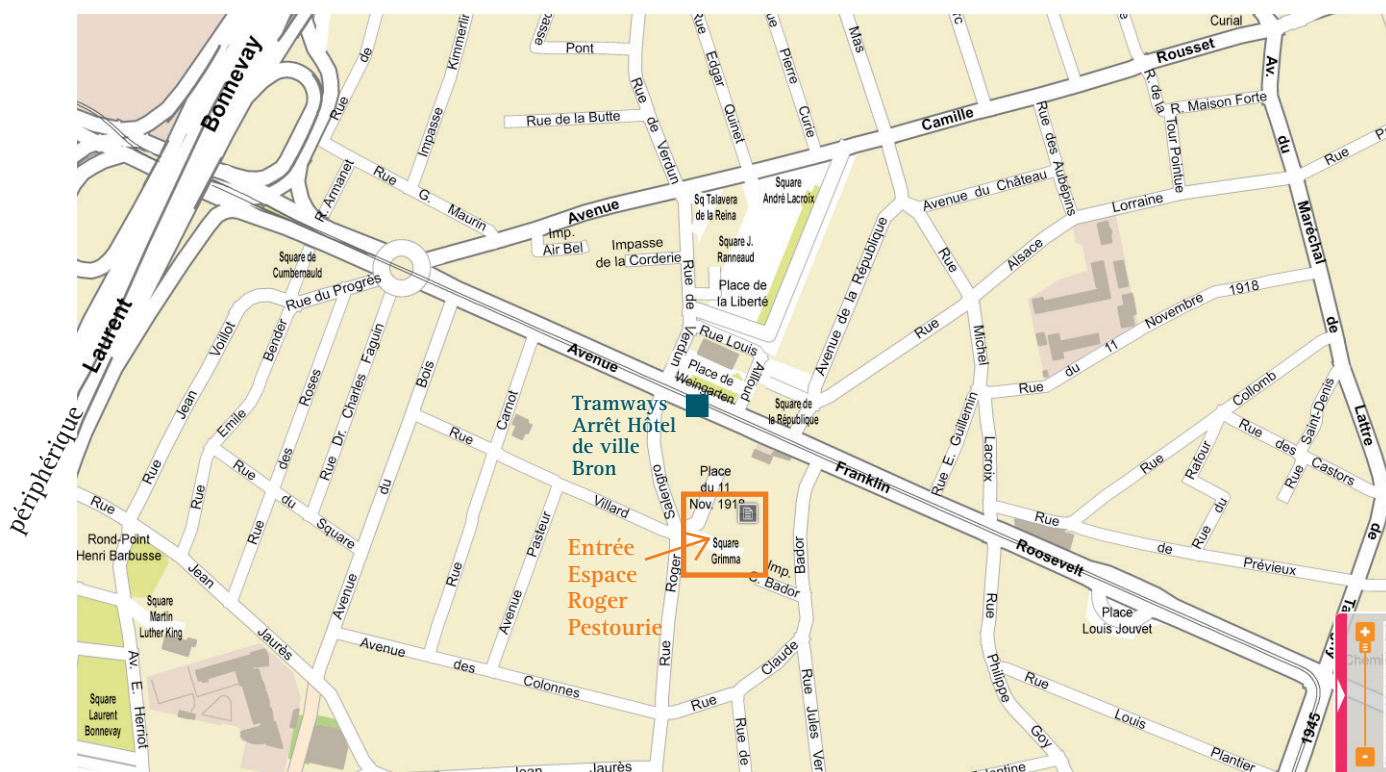 Curial
Rousset
Av.
du
Maréchal
de
Lattre
de
1945
R. de la
Tour Pointue
R. Maison Forte
Rue
Camille
Avenue
Mas
Rue
Pierre
Curie
Rue
Edgar
Quinet
Pont
Rue
de
Verdun
Rue de la Butte
Kimmerlin
Impasse
Rue
de
Bonnevay
Laurent
périphérique
R. Armanet
Rue
G.
Maurin
Square
André Lacroix
Sq Talavera
de la Reina
Square J.
Ranneaud
Place de
la Liberté
Imp.
Air Bel
Impasse
de la Corderie
Rue
de
Verdun
Rue Louis
Ailloud
Place de
Weingarten
Square de
la République
Avenue de la République
Rue des Aubépins
Avenue du Château
Rue
Alsace
Lorraine
Rue
Michel
Lacroix
Rue
du
11
Novembre
1918
Rue E. Guillemin
Collomb
Rue
Saint-Denis
Rue
Rue
des
Castors
Rafour
du
Rue
Rue
de
Prévieux
Square de
Cumbernauld
Rue du Progrès
Voillot
Jean
Rue
Bender
Emile
Rue
Roses
des
Rue
Rue Dr. Charles Faguin
Bois
du
Avenue
Rue
du
Square
Carnot
Rue
Rue
Villard
Pasteur
Avenue
Avenue
Franklin
Roosevelt
Tramways
Arrêt Hôtel
de ville
Bron
Salengro
Roger
Rue
Place
du 11
Nov. 1918
Square
Grimma
Entrée
Espace
Roger
Pestourie
Imp.
C. Bador
Bador
Claude
Rue
Rue
Jean
Jaurès
Rond-Point
Henri Barbusse
Square
Martin
Luther King
Av. E. Herriot
Square
Laurent
Bonnevay
Avenue
des
Colonnes
Rue de
Rue Jules Ver
Rue
Philippe
Goy
Place
Louis Jouvet
Rue
Louis
Plantier
Jean
Jaurès
Chemi
+
-